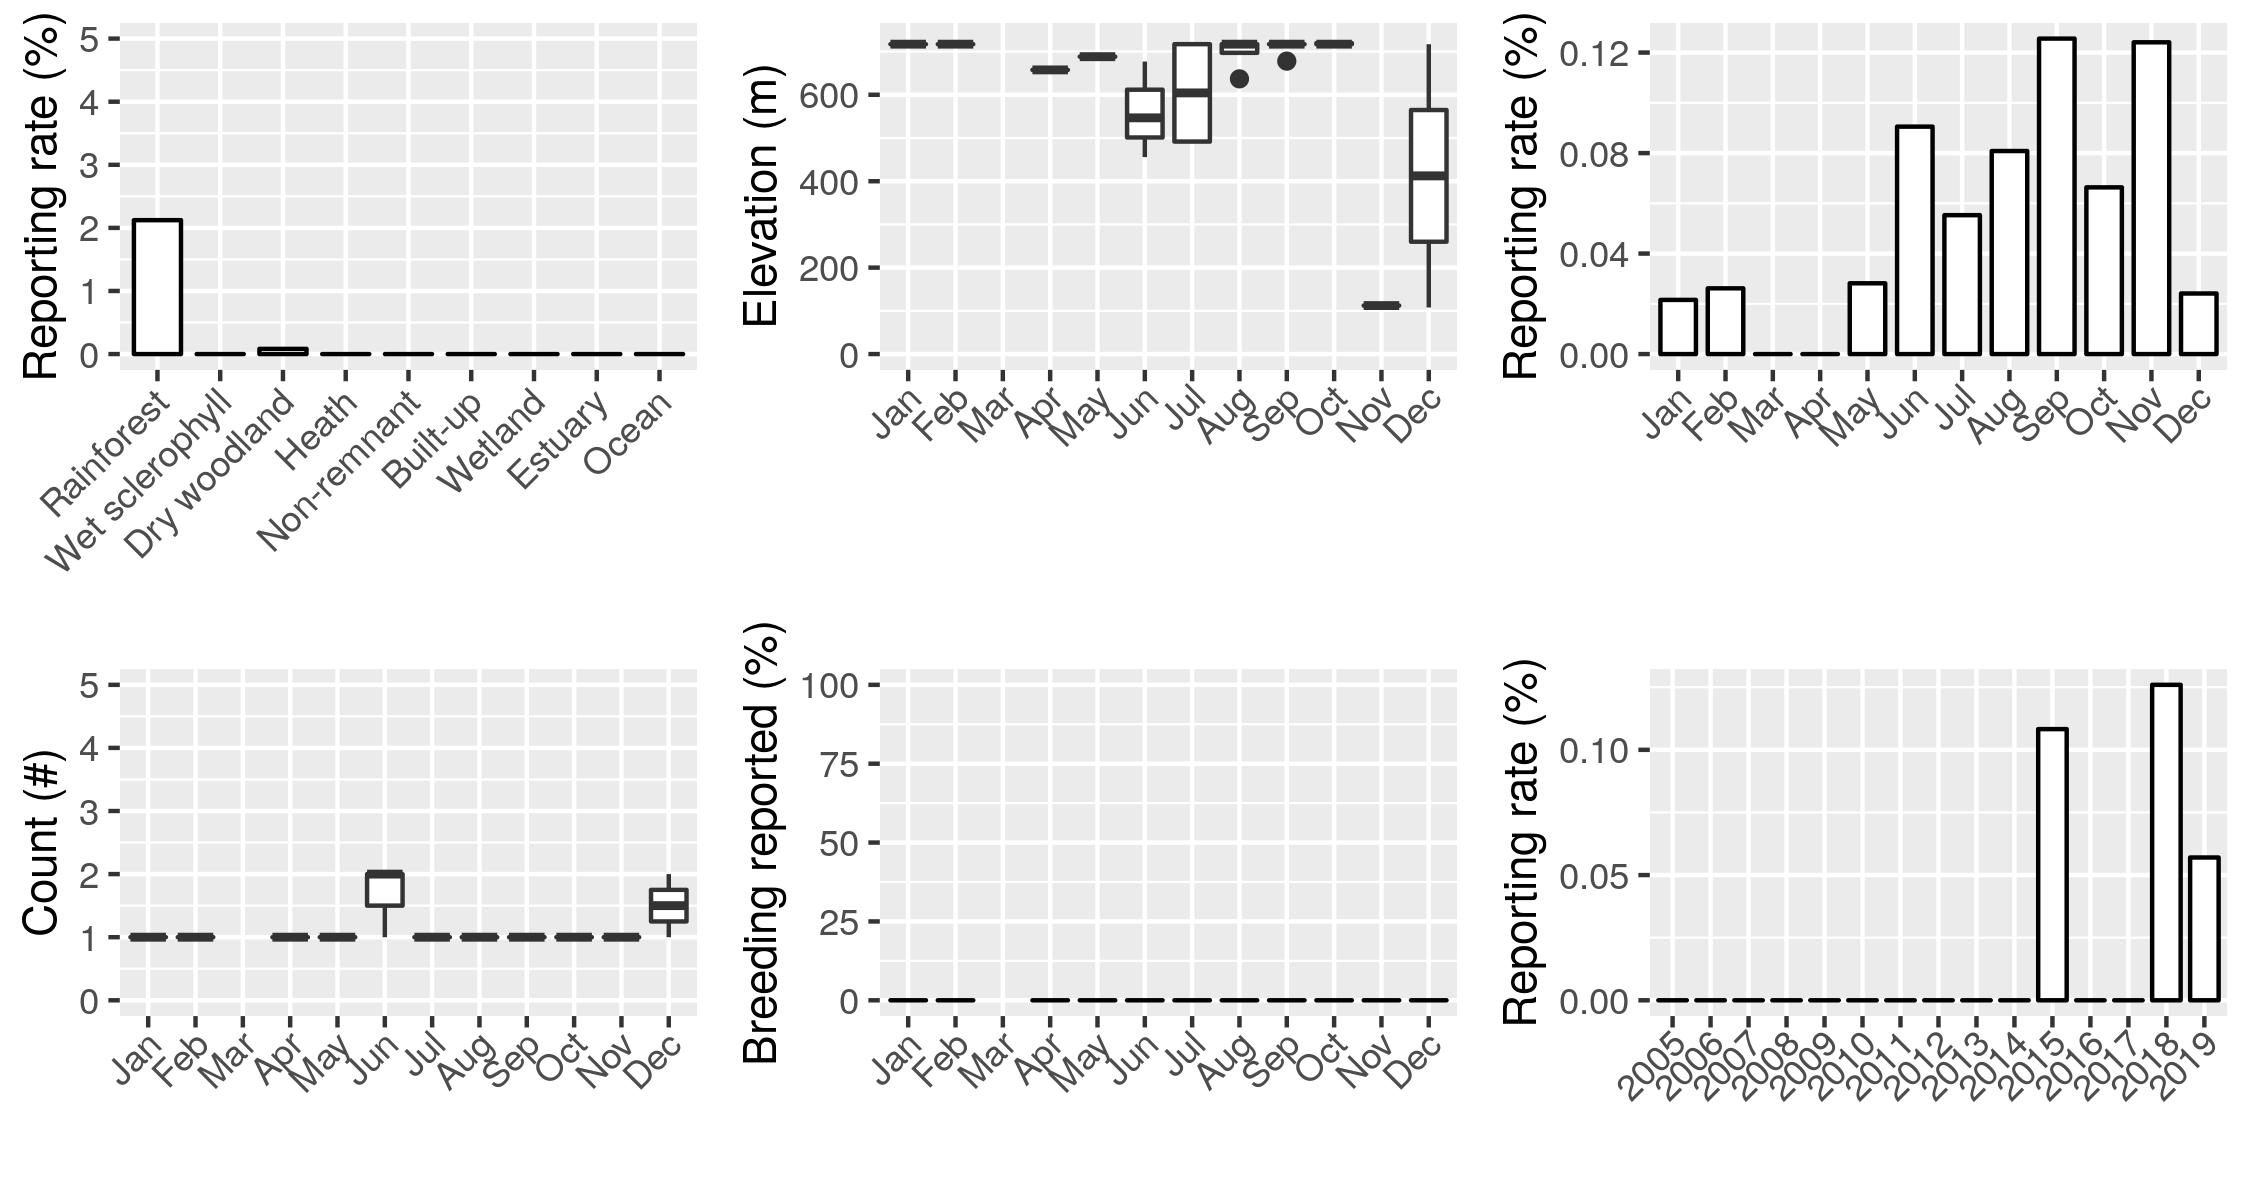 Reporting rate (%)
5
4
3
2
1
0
Rainforest
Wet sclerophyll
Dry woodland
Heath
Non-remnant
Built-up
Wetland
Estuary
Ocean
Elevation (m)
600
400
200
0
Jan
Feb
Mar
Apr
May
Jun
Jul
Aug
Sep
Oct
Nov
Dec
Reporting rate (%)
0.12
0.08
0.04
0.00
Jan
Feb
Mar
Apr
May
Jun
Jul
Aug
Sep
Oct
Nov
Dec
Count (#)
5
4
3
2
1
0
Jan
Feb
Mar
Apr
May
Jun
Jul
Aug
Sep
Oct
Nov
Dec
Breeding reported (%)
100
75
50
25
0
Jan
Feb
Mar
Apr
May
Jun
Jul
Aug
Sep
Oct
Nov
Dec
Reporting rate (%)
0.10
0.05
0.00
2005
2006
2007
2008
2009
2010
2011
2012
2013
2014
2015
2016
2017
2018
2019